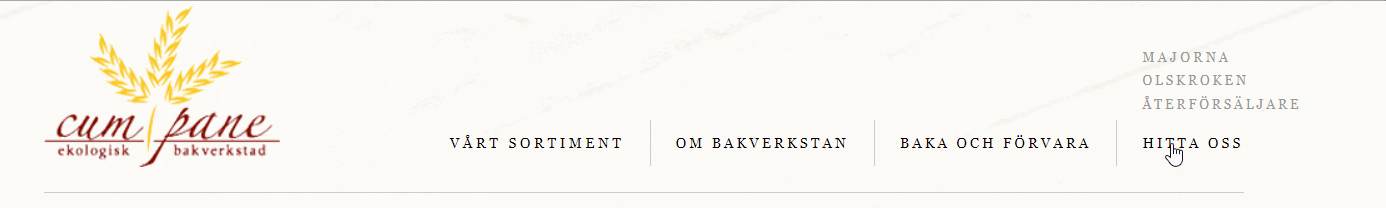 cum pane
ekologisk bakverkstad
MAJORNA
OLSKROKEN
ÅTERFÖRSÄLJARE
VÅRT SORTIMENT
OM BAKVERKSTAN
BAKA OCH FÖRVARA
HITTA OSS